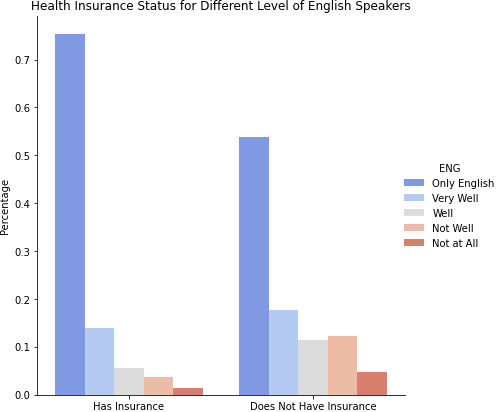 Health Insurance Status for Different Level of English Speakers
Percentage
0.7
0.6
0.5
0.4
0.3
0.2
0.1
0.0
Has Insurance
Does Not Have Insurance
ENG
Only English
Very Well
Well
Not Well
Not at All